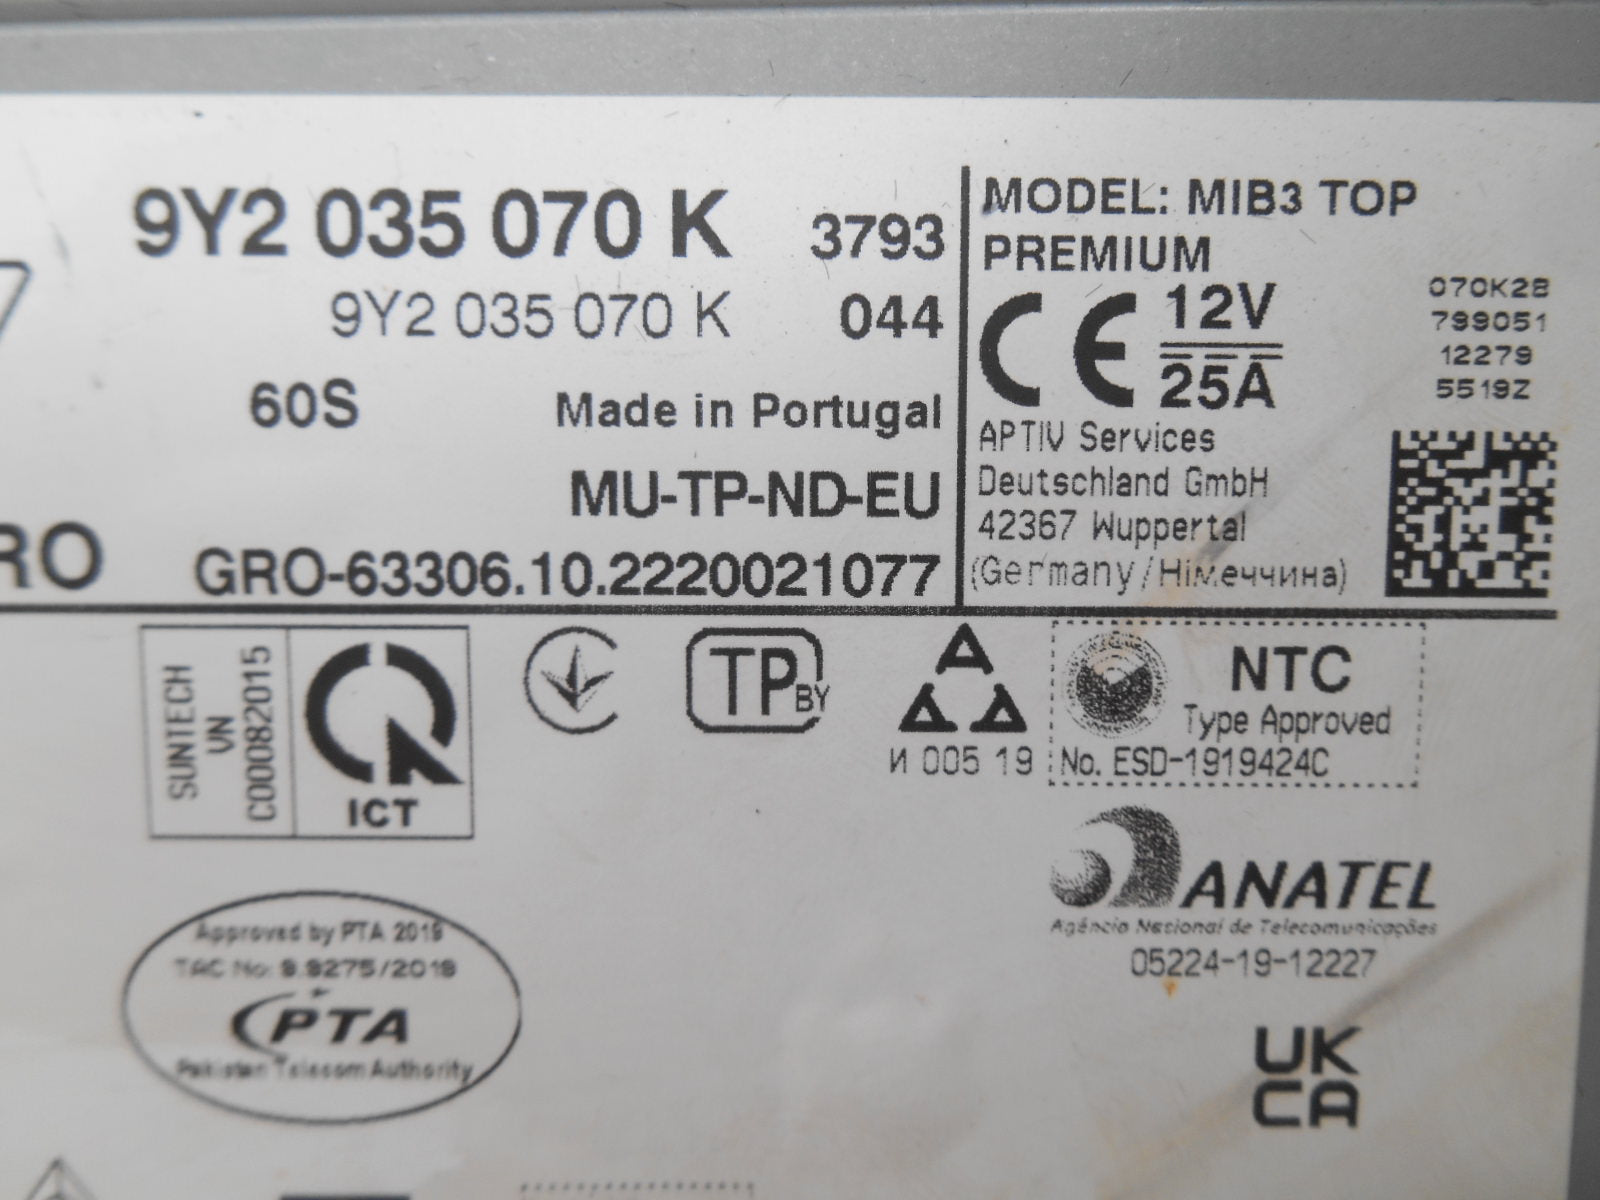 9Y2 035 070 K 3793
9Y2 035 070 K 044
60S Made in Portugal
MU-TP-ND-EU
RO GRO-63306.10.2220021077
MODEL: MIB3 TOP
PREMIUM
CE 12V
25A
070K28
799051
12279
5519Z
APTIV Services
Deutschland GmbH
42367 Wuppertal
(Germany/Німеччина)
SUNTECH
VN
C00082015
ICT
TP BY
И 005 19
NTC
Type Approved
No. ESD-1919424C
ANATEL
Agência Nacional de Telecomunicações
05224-19-12227
Approved by PTA 2019
TAC No: 9.9275/2019
PTA
Pakistan Telecom Authority
UK
CA